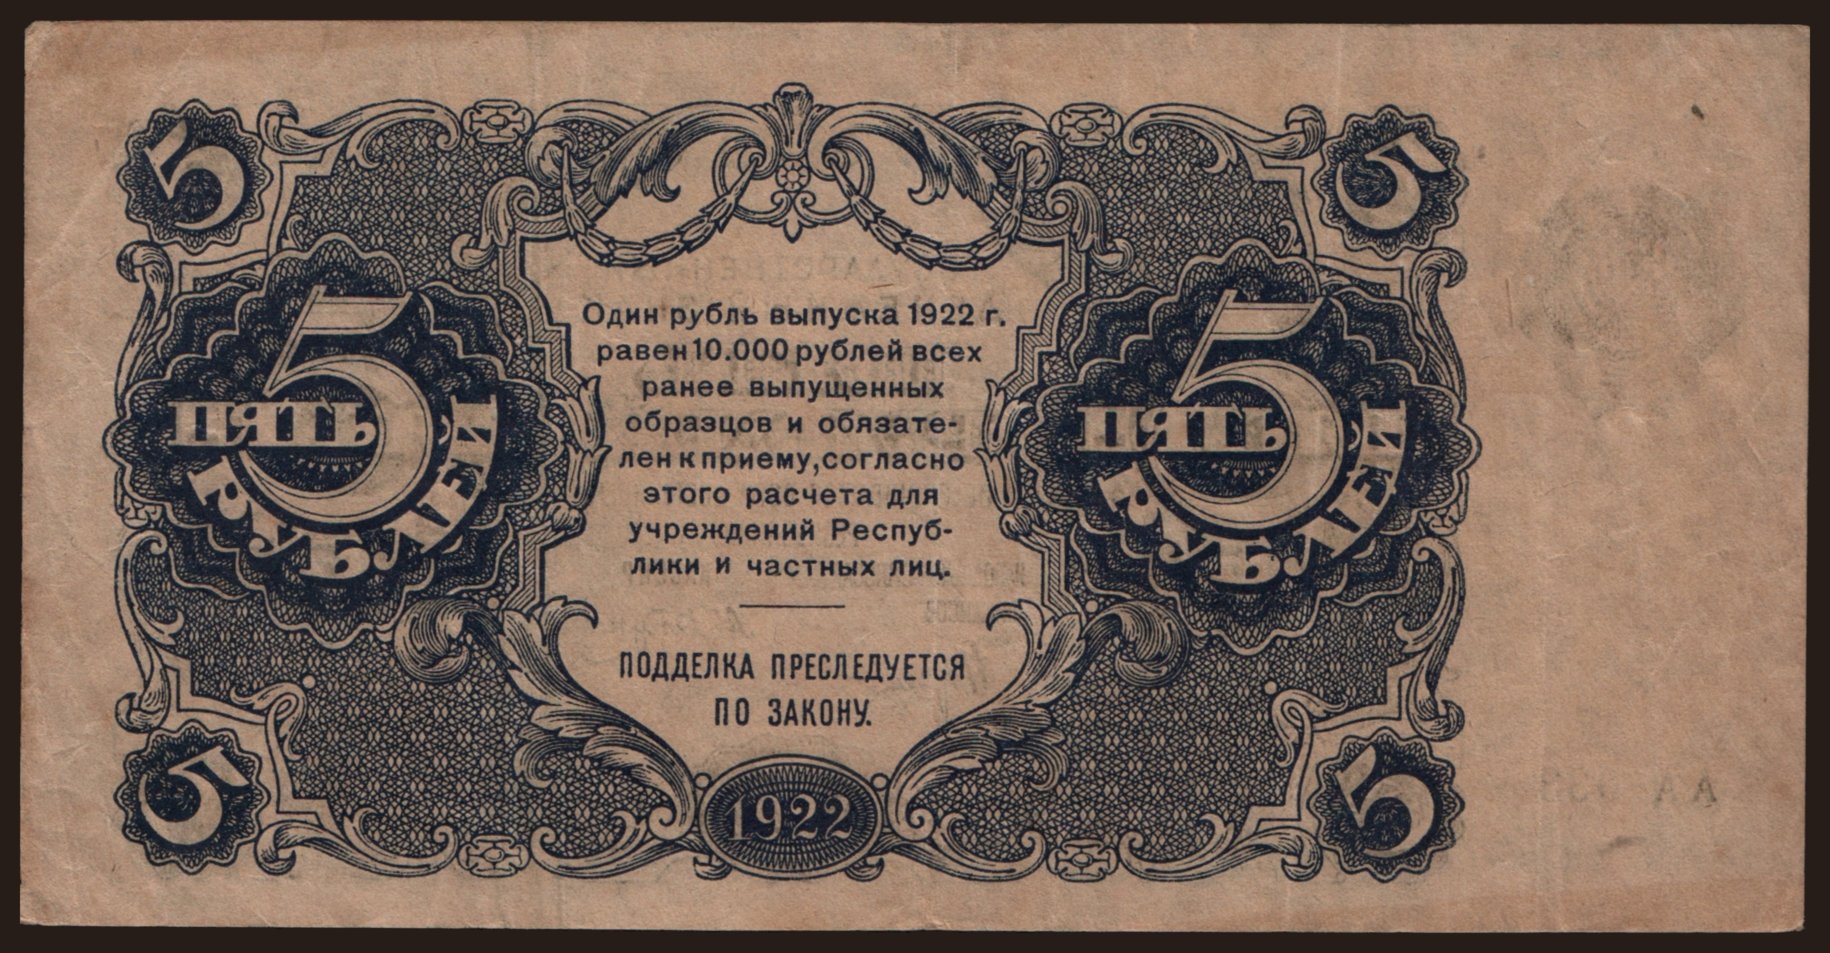 5
5
5
ПЯТЬ
РУБЛЕЙ
Один рубль выпуска 1922 г.
равен 10.000 рублей всех
ранее выпущенных
образцов и обязате-
лен к приему, согласно
этого расчета для
учреждений Респуб-
лики и частных лиц.
ПОДДЕЛКА ПРЕСЛЕДУЕТСЯ
ПО ЗАКОНУ.
5
ПЯТЬ
РУБЛЕЙ
5
1922
5